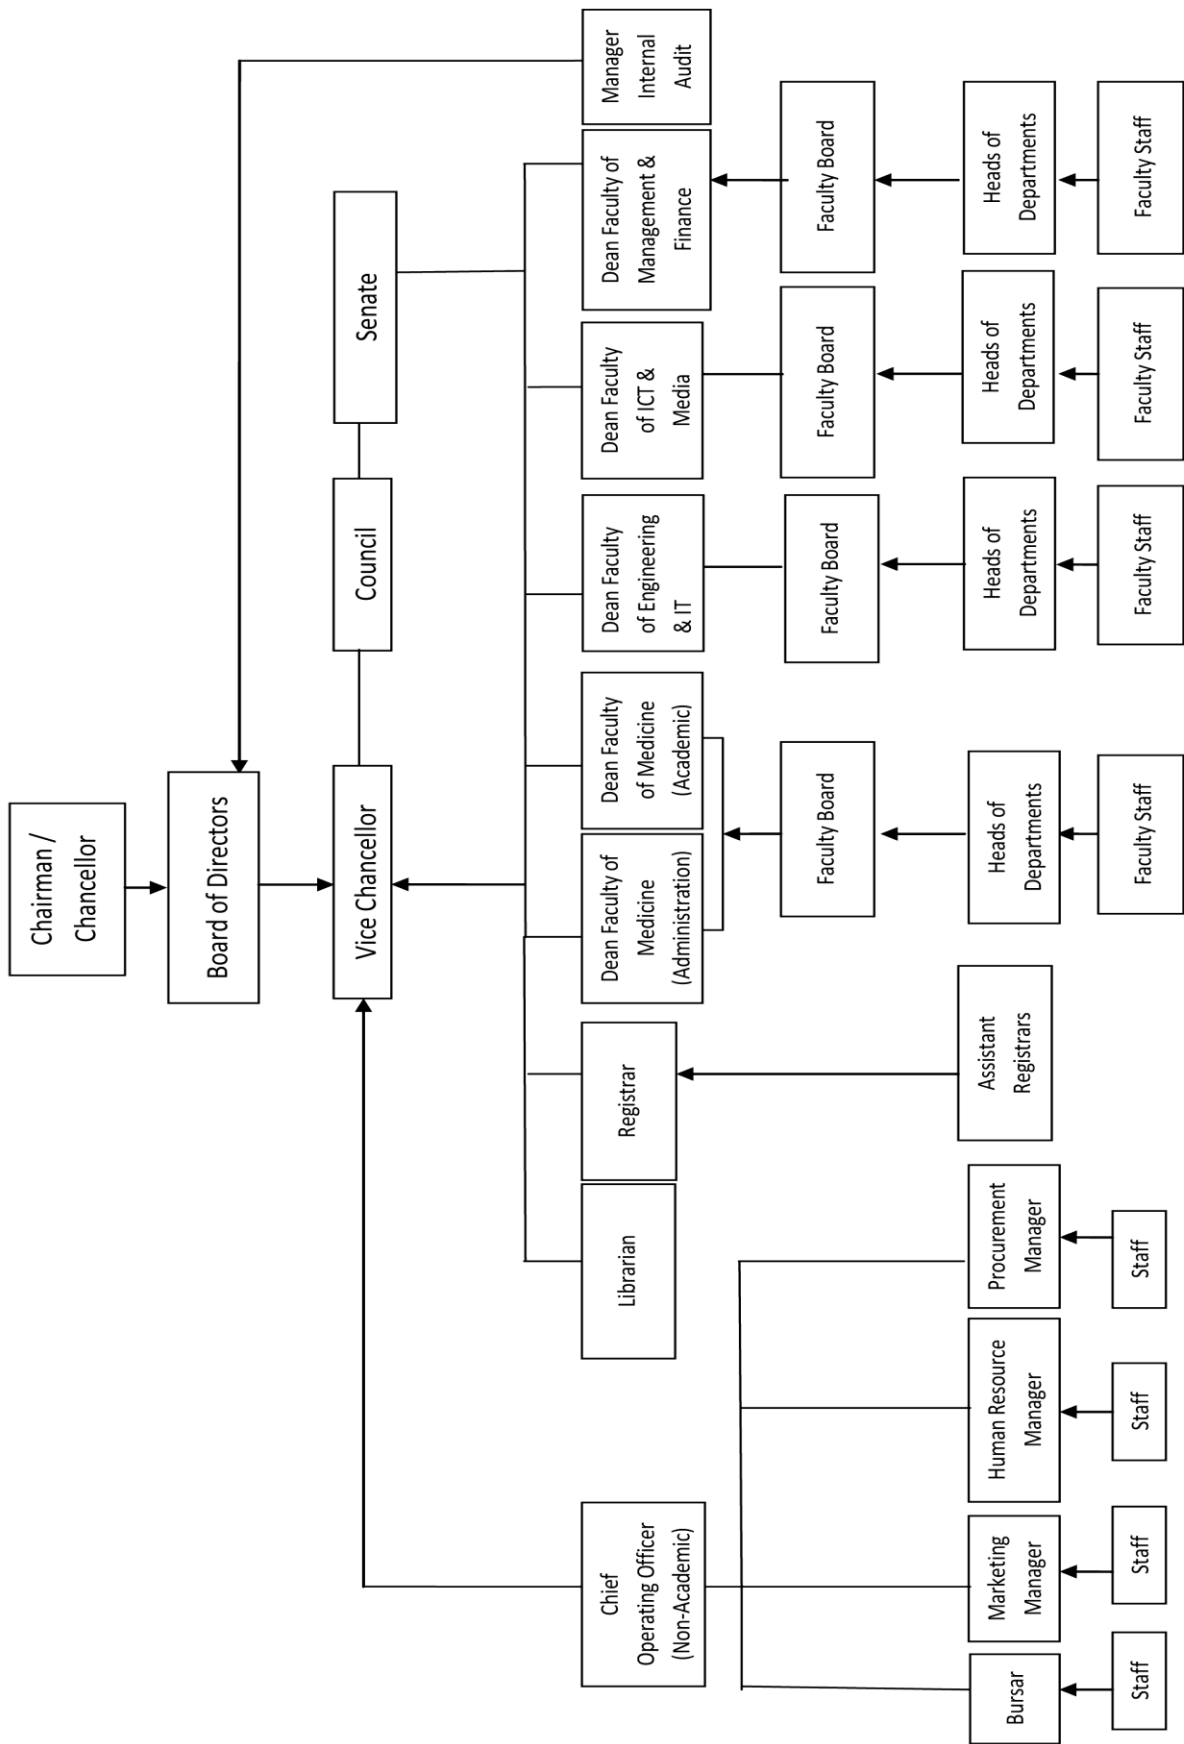 Chairman /
Chancellor
Board of Directors
Vice Chancellor
Council
Senate
Chief
Operating Officer
(Non-Academic)
Librarian
Registrar
Dean Faculty of
Medicine
(Administration)
Dean Faculty
of Medicine
(Academic)
Dean Faculty
of Engineering
& IT
Dean Faculty
of ICT &
Media
Dean Faculty of
Management &
Finance
Manager
Internal
Audit
Faculty Board
Faculty Board
Faculty Board
Faculty Board
Bursar
Marketing
Manager
Human Resource
Manager
Procurement
Manager
Assistant
Registrars
Heads of
Departments
Heads of
Departments
Heads of
Departments
Heads of
Departments
Staff
Staff
Staff
Staff
Faculty Staff
Faculty Staff
Faculty Staff
Faculty Staff